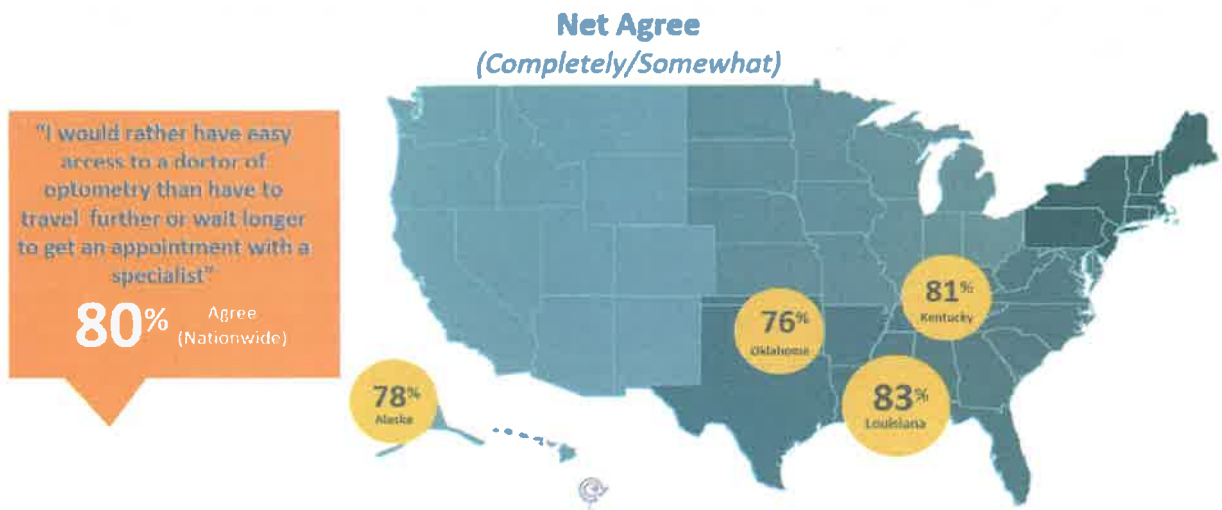 Net Agree
(Completely/Somewhat)
"I would rather have easy
access to a doctor of
optometry than have to
travel further or wait longer
to get an appointment with a
specialist"
80% Agree
(Nationwide)
81%
Kentucky
76%
Oklahoma
78%
Alaska
83%
Louisiana